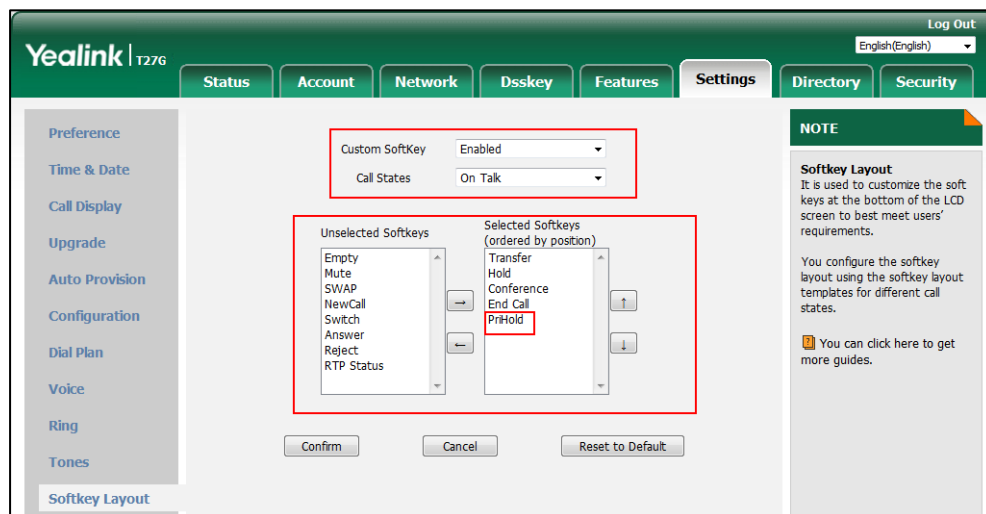 Log Out
Yealink | T27G
English(English)
Status Account Network Dsskey Features Settings Directory Security
Preference
Time & Date
Call Display
Upgrade
Auto Provision
Configuration
Dial Plan
Voice
Ring
Tones
Softkey Layout
Custom SoftKey Enabled
Call States On Talk
Unselected Softkeys
Empty
Mute
SWAP
NewCall
Switch
Answer
Reject
RTP Status
→
←
Selected Softkeys
(ordered by position)
Transfer
Hold
Conference
End Call
PriHold
↑
↓
Confirm Cancel Reset to Default
NOTE
Softkey Layout
It is used to customize the soft
keys at the bottom of the LCD
screen to best meet users'
requirements.
You configure the softkey
layout using the softkey layout
templates for different call
states.
? You can click here to get
more guides.